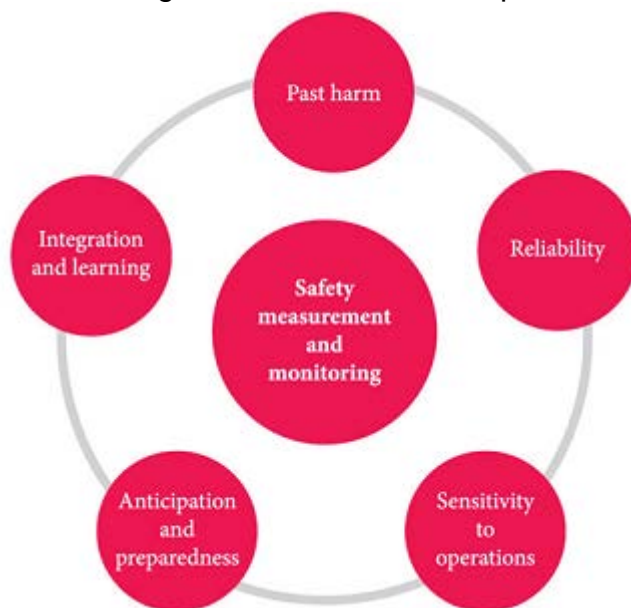 Past harm
Reliability
Sensitivity
to
operations
Anticipation
and
preparedness
Integration
and learning
Safety
measurement
and
monitoring